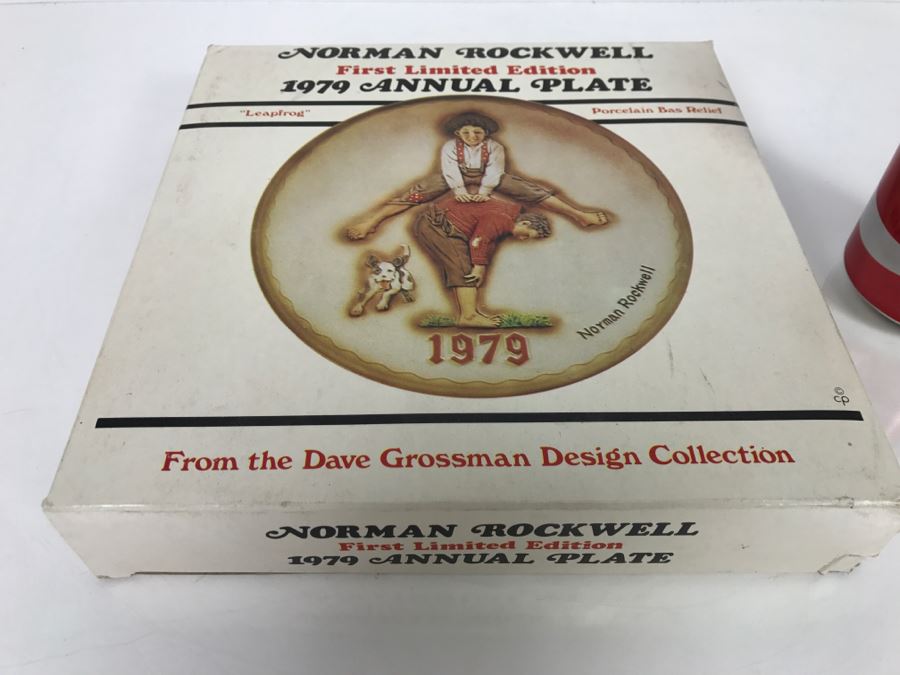 NORMAN ROCKWELL
First Limited Edition
1979 ANNUAL PLATE
"Leapfrog"
Porcelain Bas Relief
Norman Rockwell
1979
©
CP
From the Dave Grossman Design Collection
NORMAN ROCKWELL
First Limited Edition
1979 ANNUAL PLATE